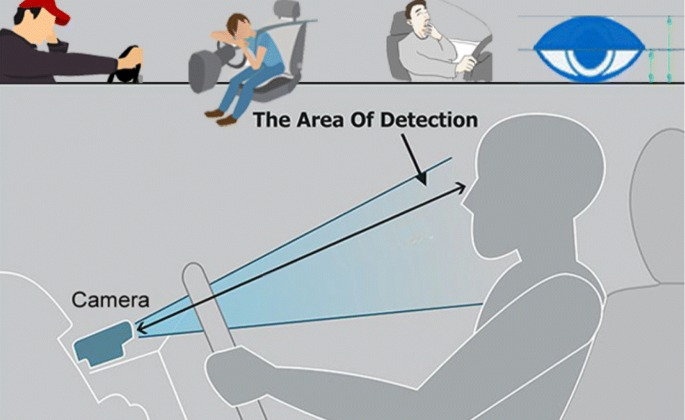 The Area Of Detection
Camera